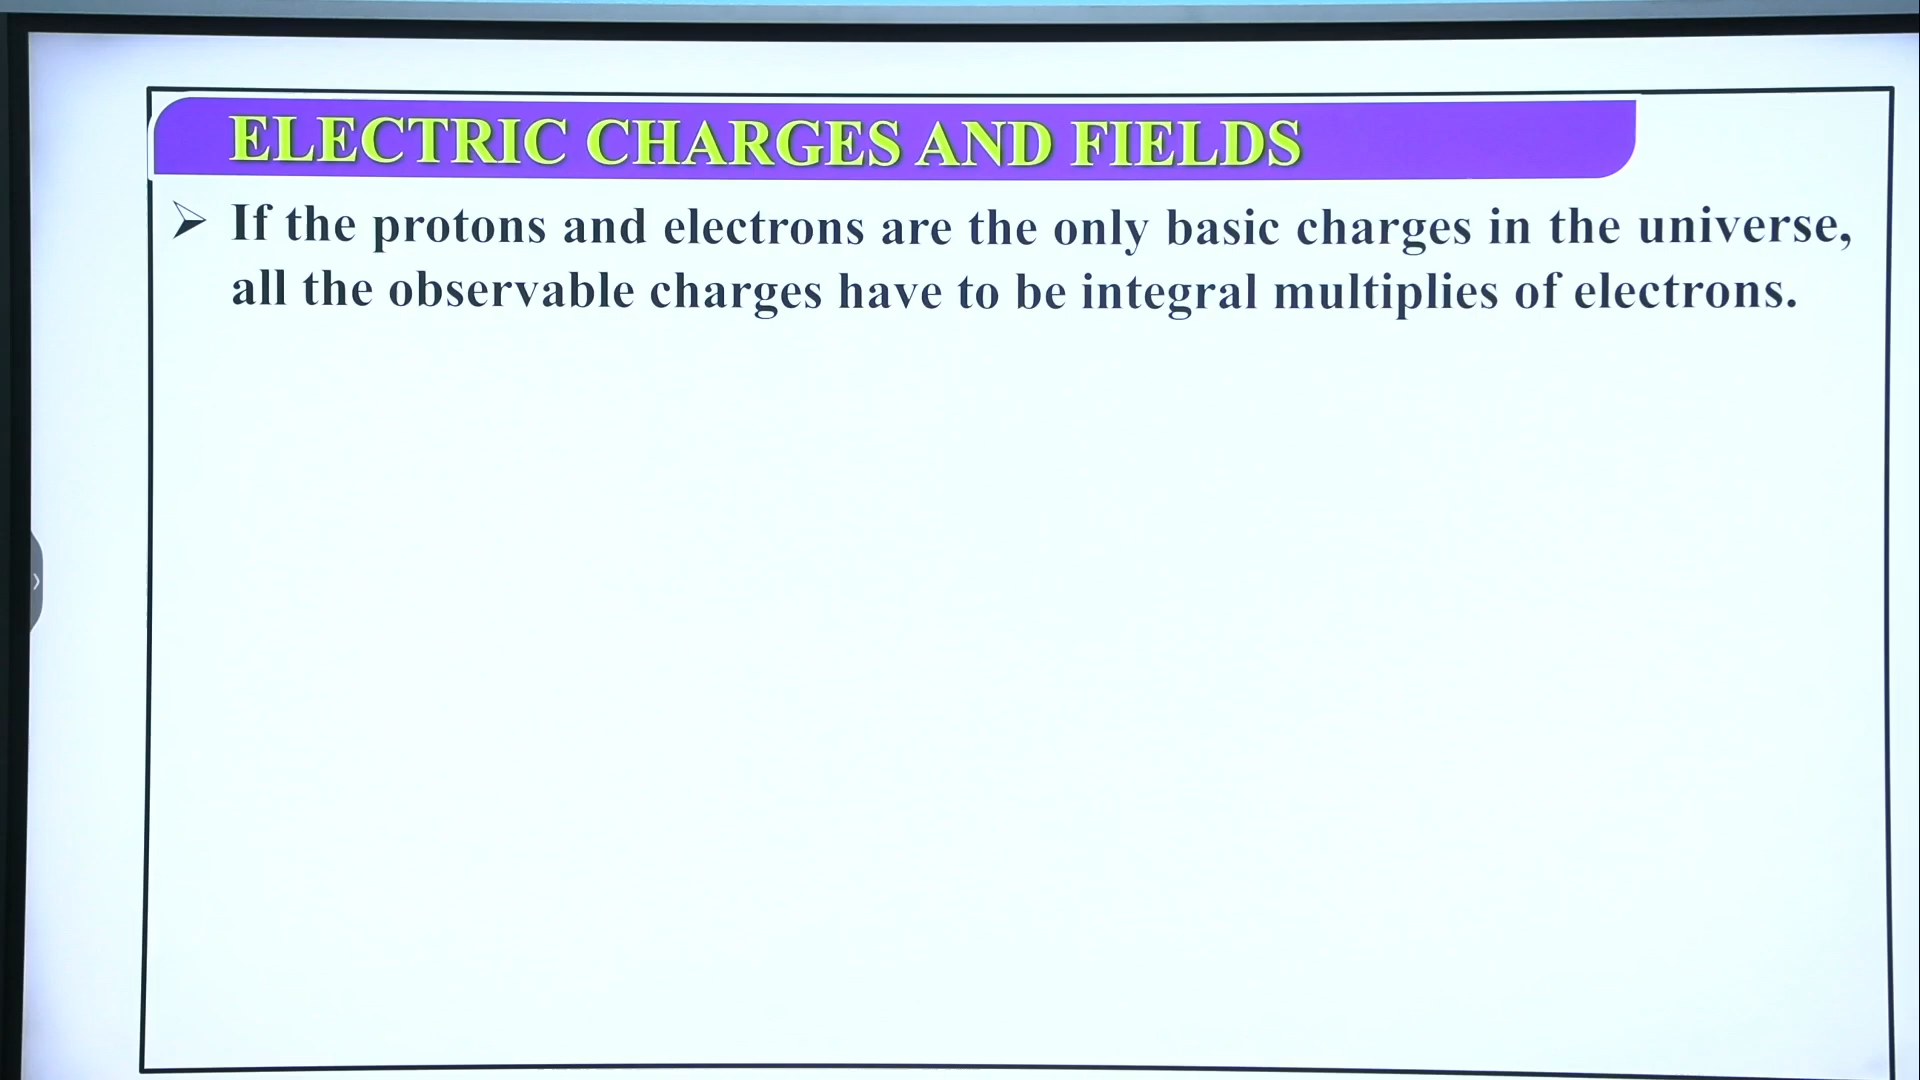 ELECTRIC CHARGES AND FIELDS
➢ If the protons and electrons are the only basic charges in the universe,
all the observable charges have to be integral multiplies of electrons.